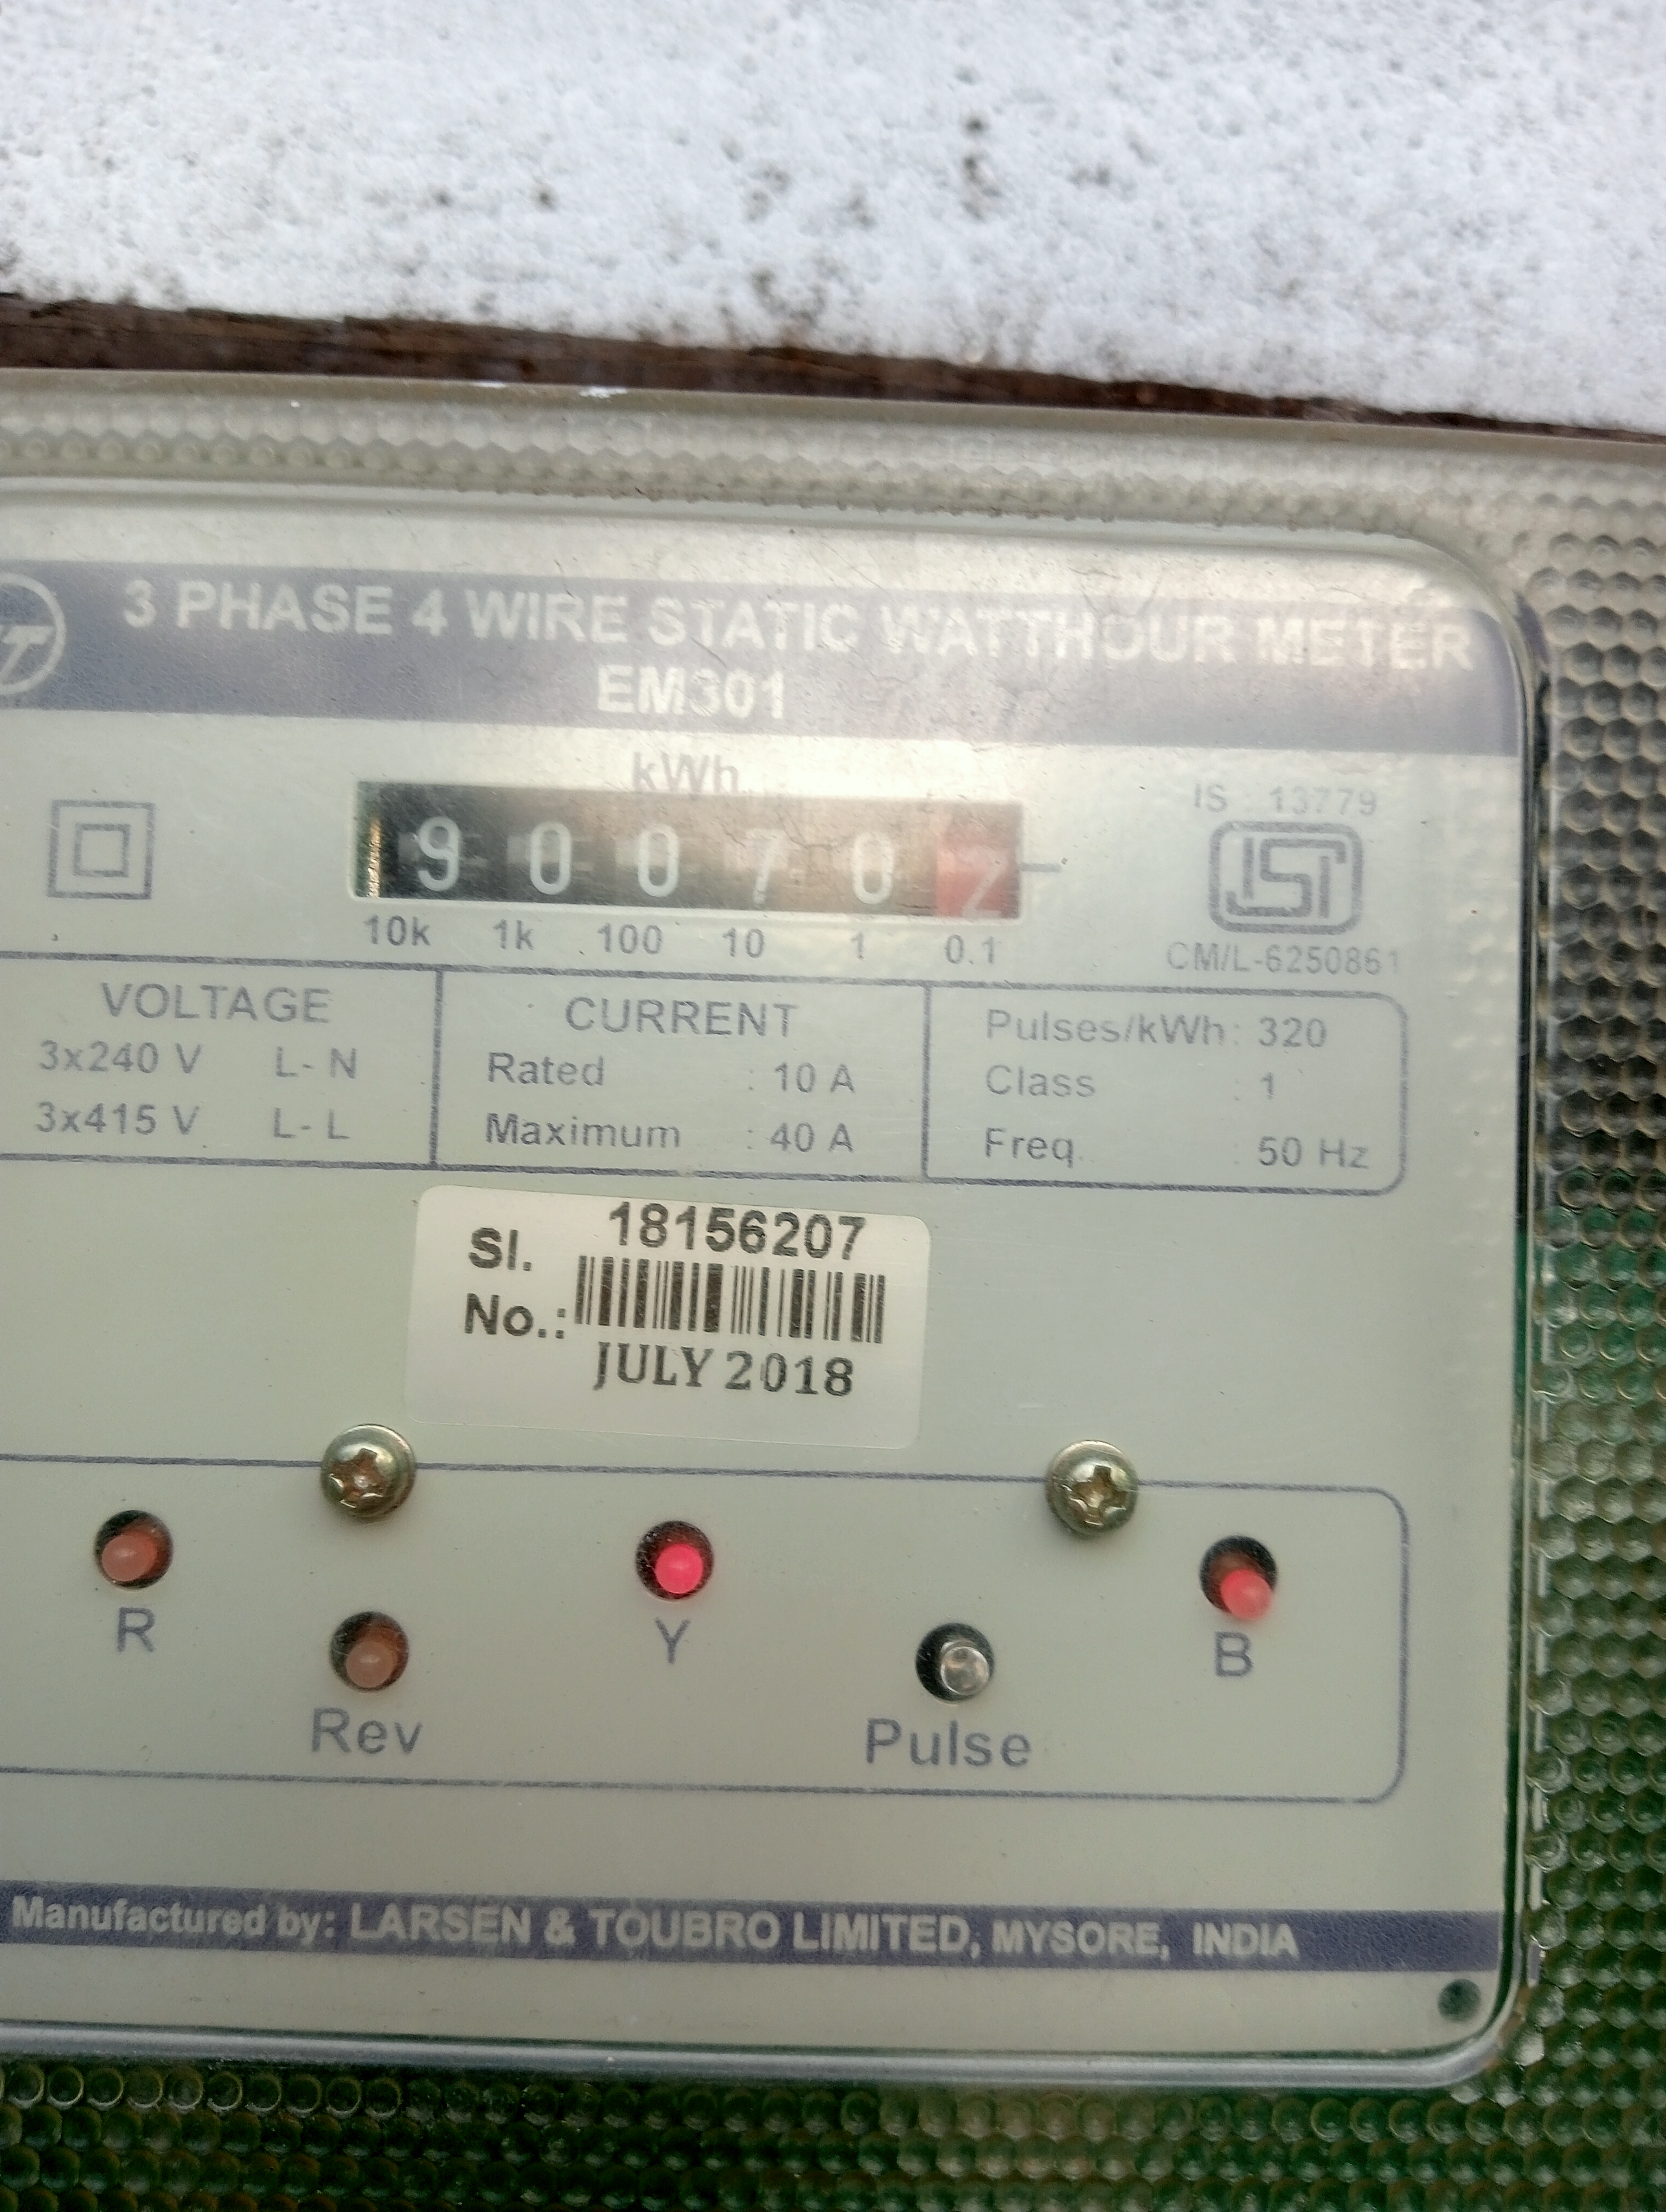 3 PHASE 4 WIRE STATIC WATTHOUR METER
EM301
kWh
9 0 0 7 0 2
10k 1k 100 10 1 0.1
IS : 13779
ISI
CM/L-6250861
VOLTAGE
3x240 V L- N
3x415 V L- L
CURRENT
Rated : 10 A
Maximum : 40 A
Pulses/kWh: 320
Class : 1
Freq. : 50 Hz
Sl. No.: 18156207
JULY 2018
R Y B
Rev Pulse
Manufactured by: LARSEN & TOUBRO LIMITED, MYSORE, INDIA